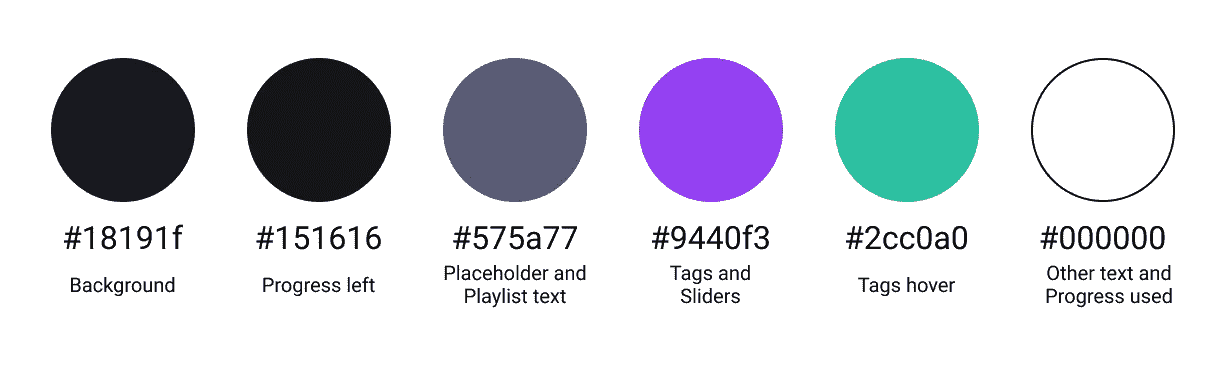 #18191f
Background
#151616
Progress left
#575a77
Placeholder and
Playlist text
#9440f3
Tags and
Sliders
#2cc0a0
Tags hover
#000000
Other text and
Progress used